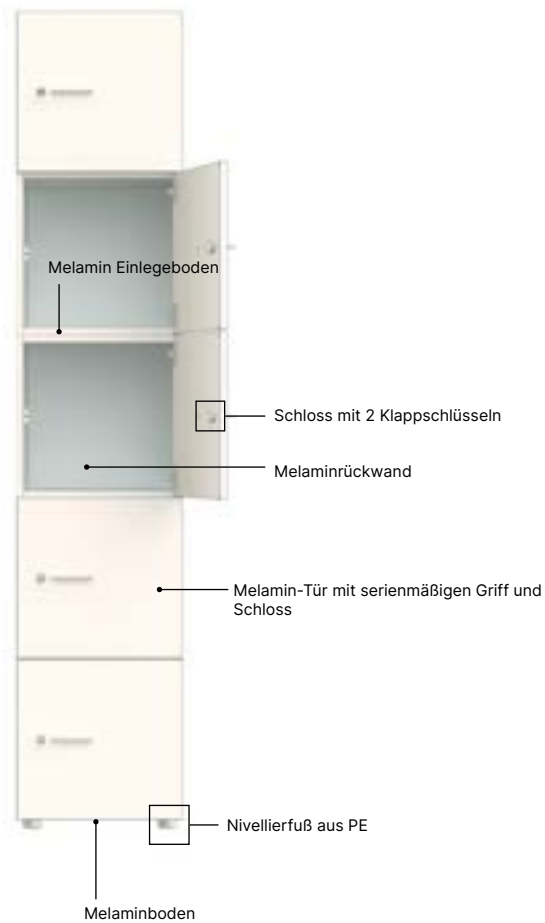 Melamin Einlegeboden
Schloss mit 2 Klappschlüsseln
Melaminrückwand
Melamin-Tür mit serienmäßigen Griff und
Schloss
Nivellierfuß aus PE
Melaminboden